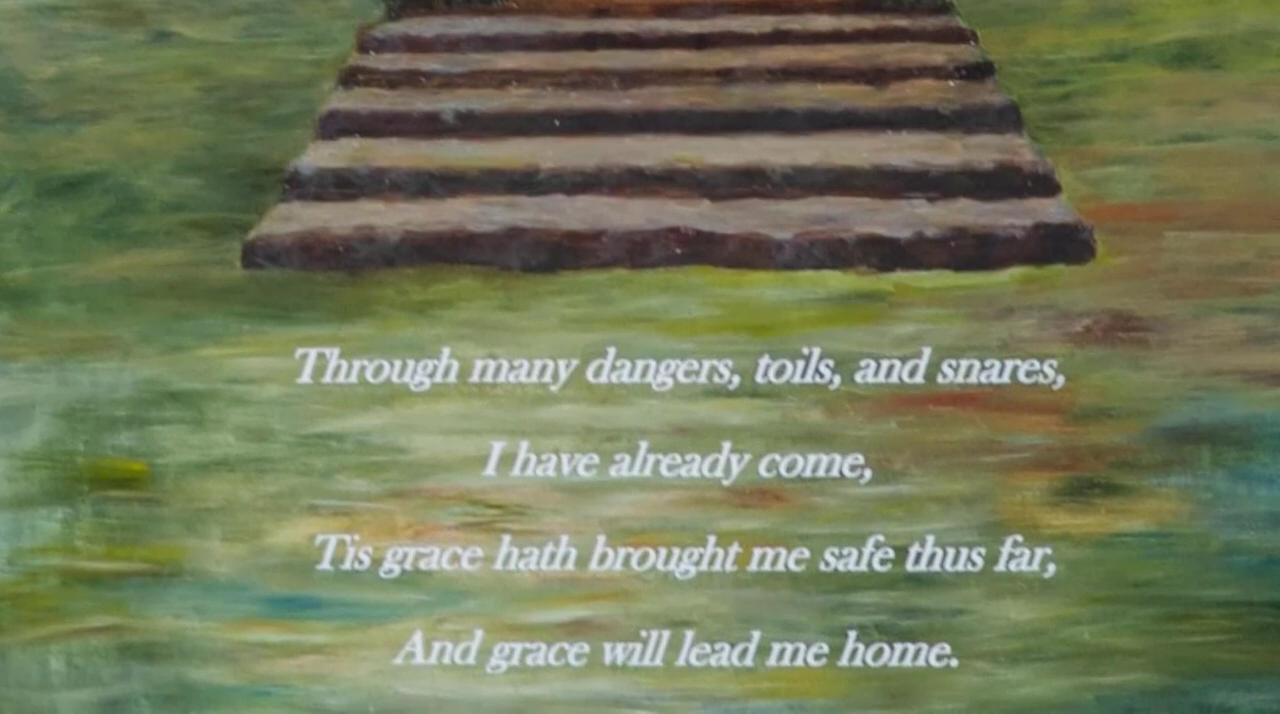 Through many dangers, toils, and snares,
I have already come,
Tis grace hath brought me safe thus far,
And grace will lead me home.